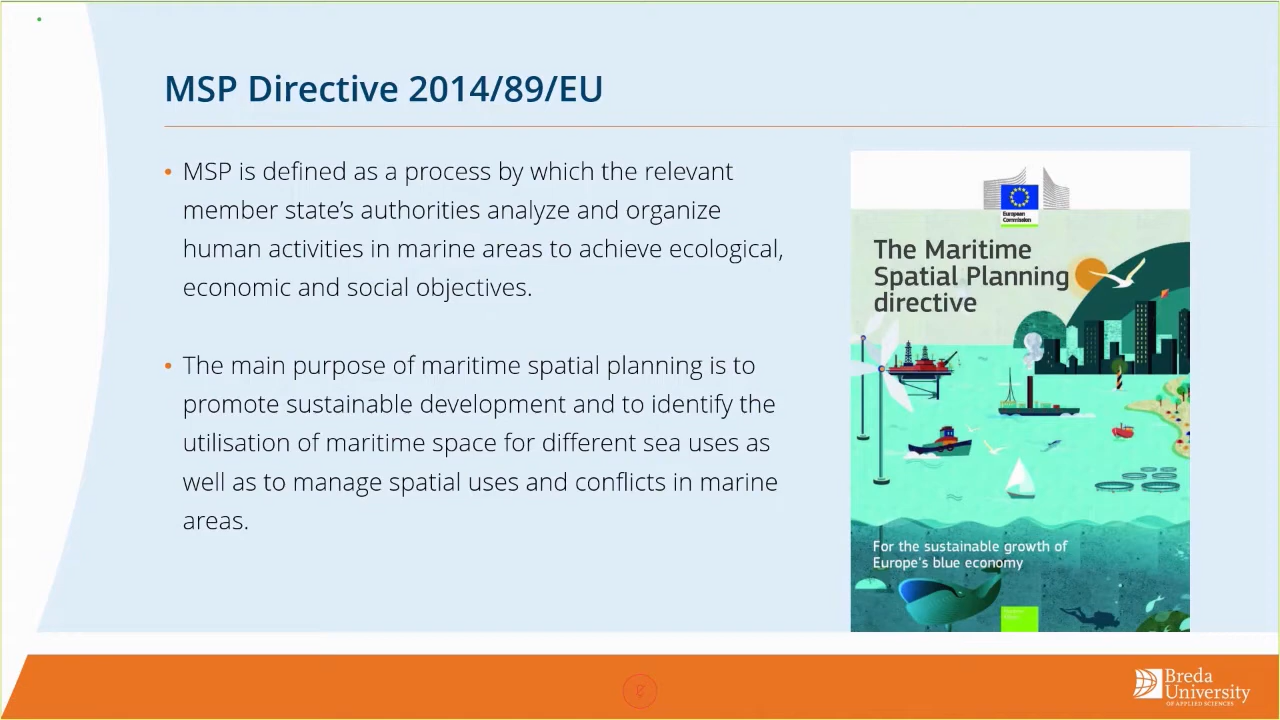 MSP Directive 2014/89/EU
• MSP is defined as a process by which the relevant
member state's authorities analyze and organize
human activities in marine areas to achieve ecological,
economic and social objectives.
• The main purpose of maritime spatial planning is to
promote sustainable development and to identify the
utilisation of maritime space for different sea uses as
well as to manage spatial uses and conflicts in marine
areas.
European
Commission
The Maritime
Spatial Planning
directive
For the sustainable growth of
Europe's blue economy
8
Breda
University
OF APPLIED SCIENCES